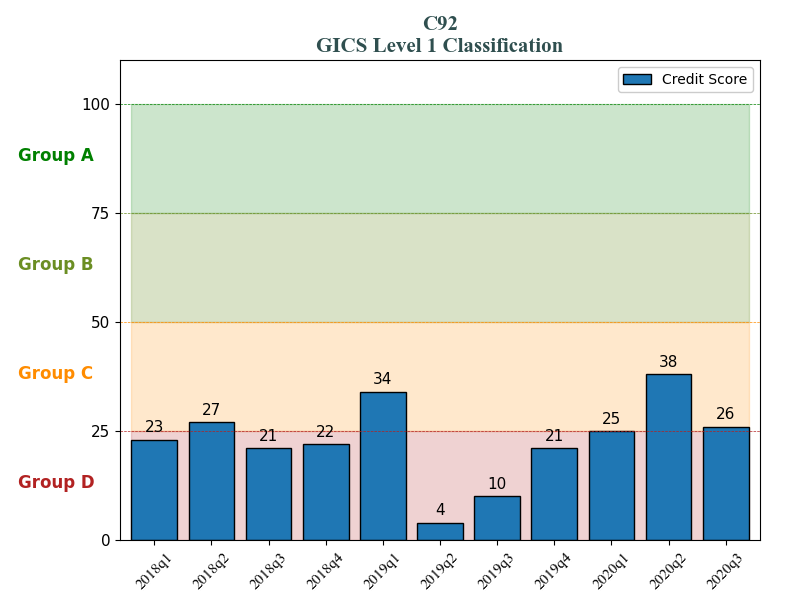 C92
GICS Level 1 Classification
Credit Score
100
Group A
75
Group B
50
Group C
25
Group D
0
23
27
21
22
34
4
10
21
25
38
26
2018q1
2018q2
2018q3
2018q4
2019q1
2019q2
2019q3
2019q4
2020q1
2020q2
2020q3